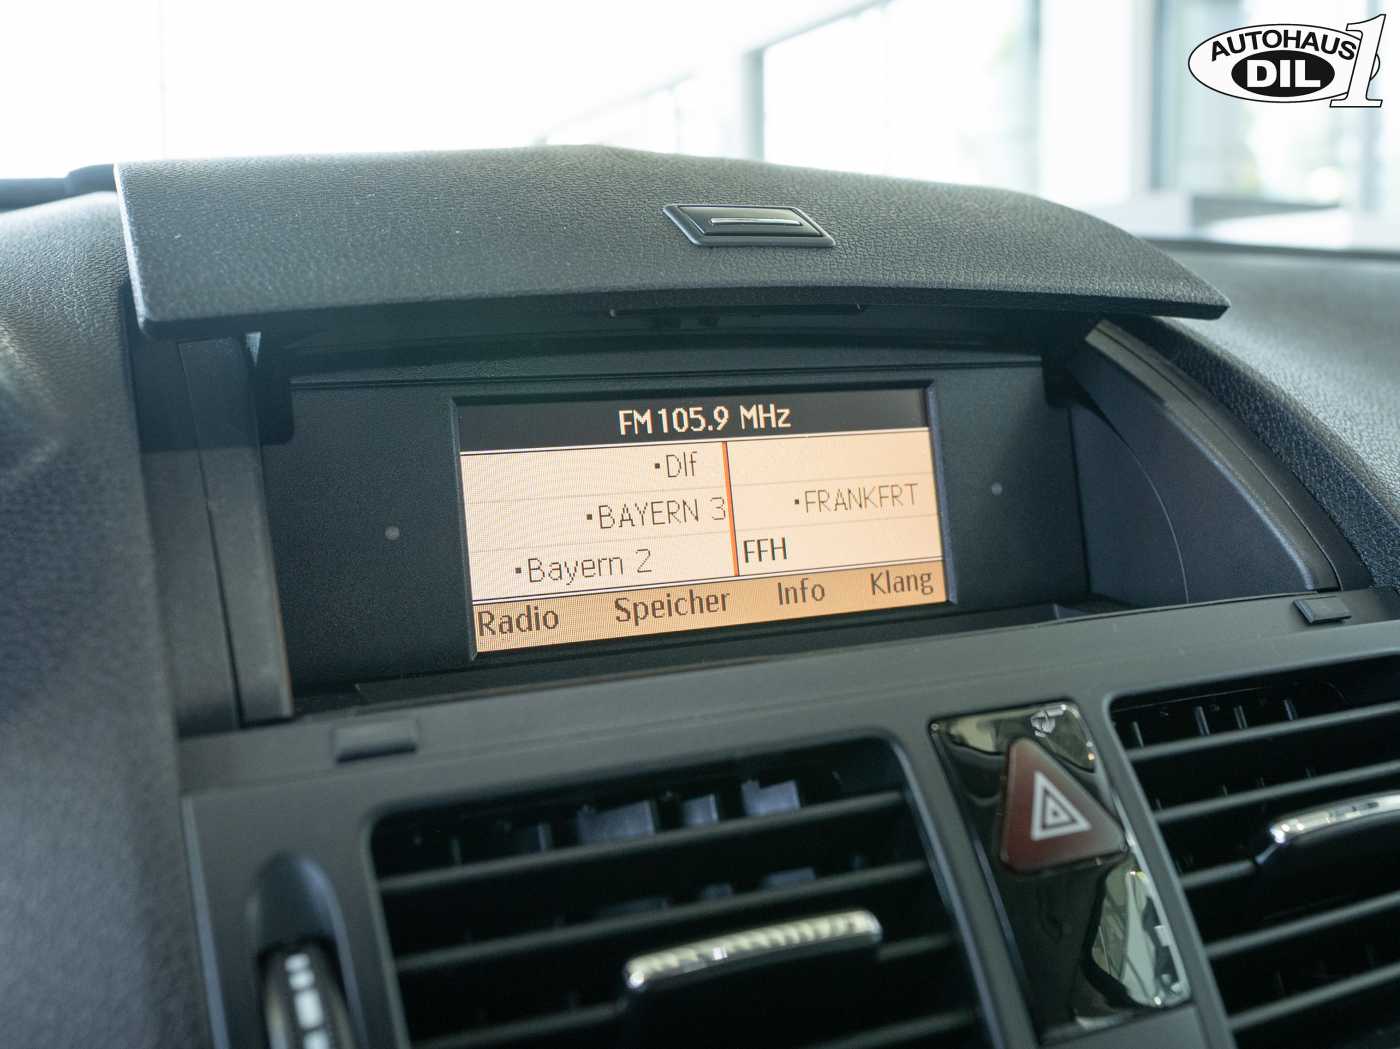 AUTOHAUS 1
DIL
FM 105.9 MHz
▪Dlf
▪BAYERN 3
▪FRANKFRT
▪Bayern 2
FFH
Radio Speicher Info Klang